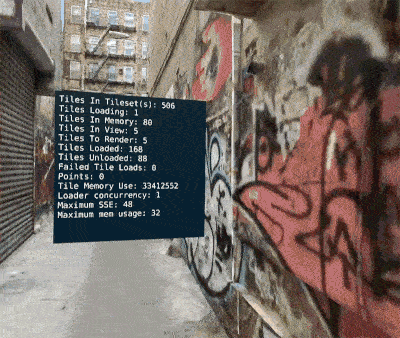 Tiles In Tileset(s): 506
Tiles Loading: 1
Tiles In Memory: 80
Tiles In View: 5
Tiles To Render: 5
Tiles Loaded: 168
Tiles Unloaded: 88
Failed Tile Loads: 0
Points: 0
Tile Memory Use: 33412552
Loader concurrency: 1
Maximum SSE: 48
Maximum mem usage: 32